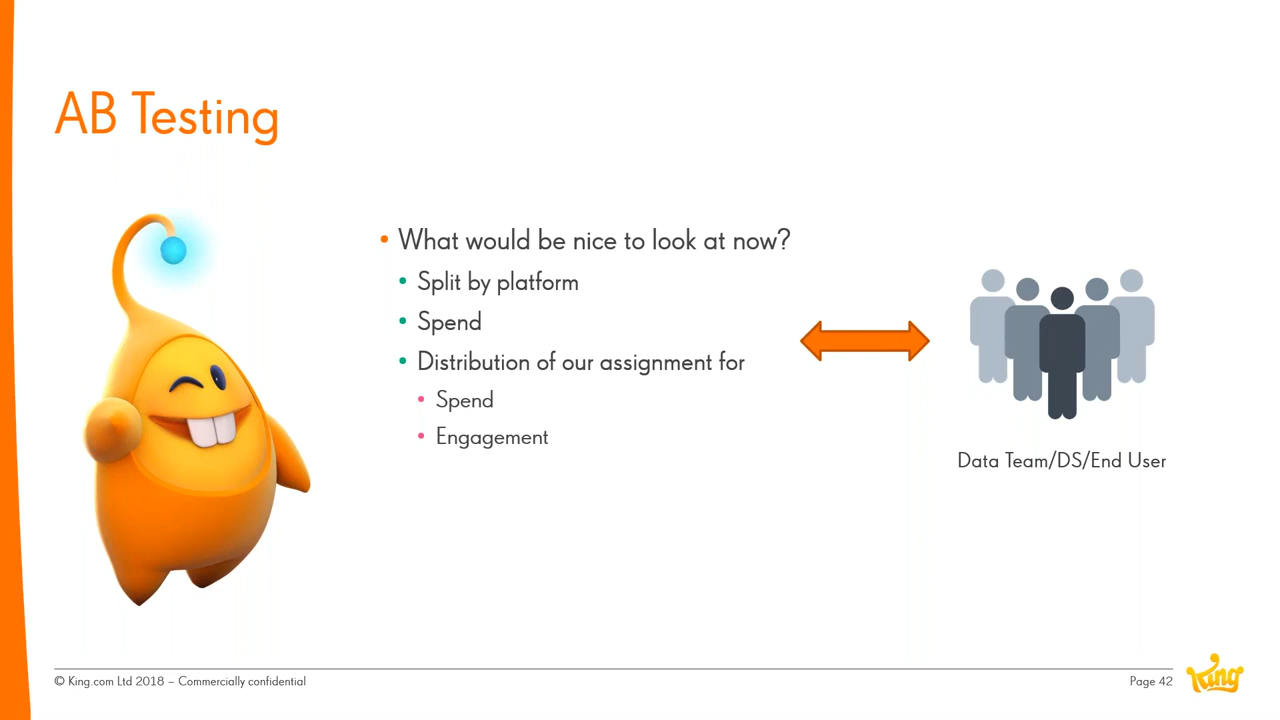 AB Testing
What would be nice to look at now?
Split by platform
Spend
Distribution of our assignment for
Spend
Engagement
Data Team/DS/End User
© King.com Ltd 2018 – Commercially confidential
Page 42
King